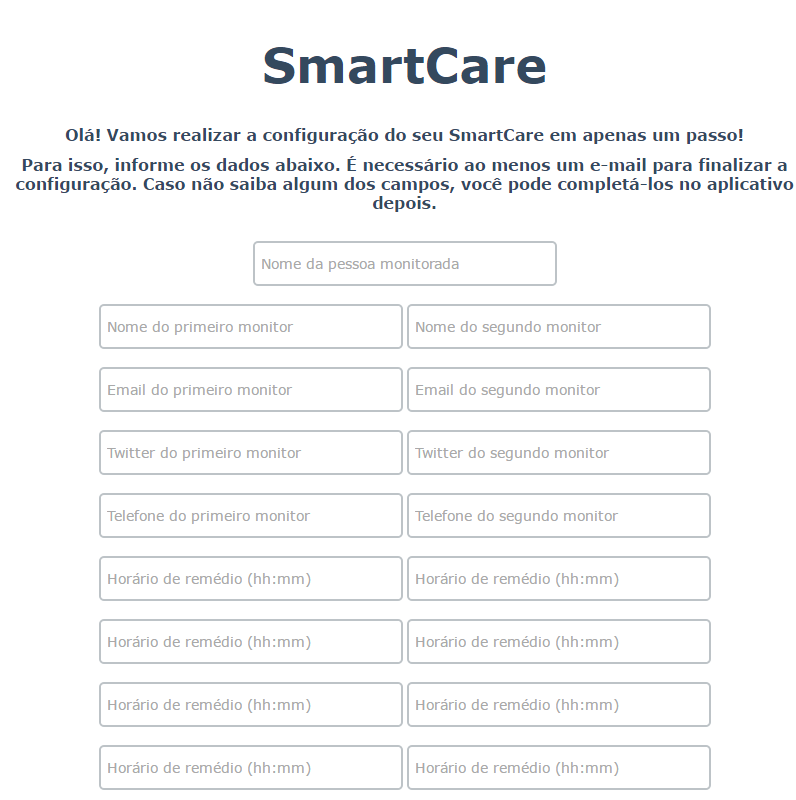 SmartCare
Olá! Vamos realizar a configuração do seu SmartCare em apenas um passo!
Para isso, informe os dados abaixo. É necessário ao menos um e-mail para finalizar a
configuração. Caso não saiba algum dos campos, você pode completá-los no aplicativo
depois.
Nome da pessoa monitorada
Nome do primeiro monitor Nome do segundo monitor
Email do primeiro monitor Email do segundo monitor
Twitter do primeiro monitor Twitter do segundo monitor
Telefone do primeiro monitor Telefone do segundo monitor
Horário de remédio (hh:mm) Horário de remédio (hh:mm)
Horário de remédio (hh:mm) Horário de remédio (hh:mm)
Horário de remédio (hh:mm) Horário de remédio (hh:mm)
Horário de remédio (hh:mm) Horário de remédio (hh:mm)